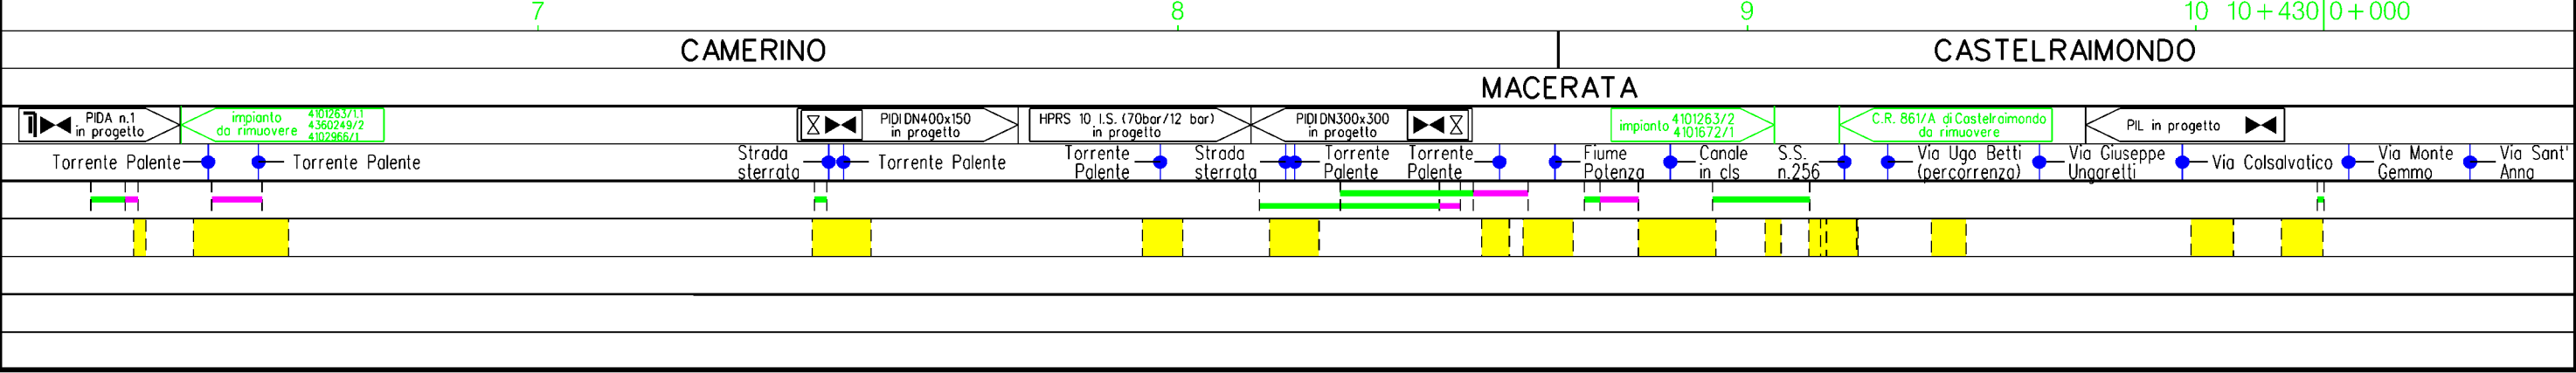 7 8 9 10 10+430 0+000
CAMERINO CASTELRAIMONDO
MACERATA
PIDA n.1
in progetto
impianto
da rimuovere
4101263/1.1
4360249/2
4102966/1
PIDI DN400x150
in progetto
HPRS 10 I.S. (70bar/12 bar)
in progetto
PIDI DN300x300
in progetto
impianto 4101263/2
4101672/1
C.R. 861/A di Castelraimondo
da rimuovere
PIL in progetto
Torrente Palente
Torrente Palente
Strada
sterrata
Torrente Palente
Torrente
Palente
Strada
sterrata
Torrente
Palente
Torrente
Palente
Fiume
Potenza
Canale
in cls
S.S.
n.256
Via Ugo Betti
(percorrenza)
Via Giuseppe
Ungaretti
Via Colsalvatico
Via Monte
Gemmo
Via Sant'
Anna